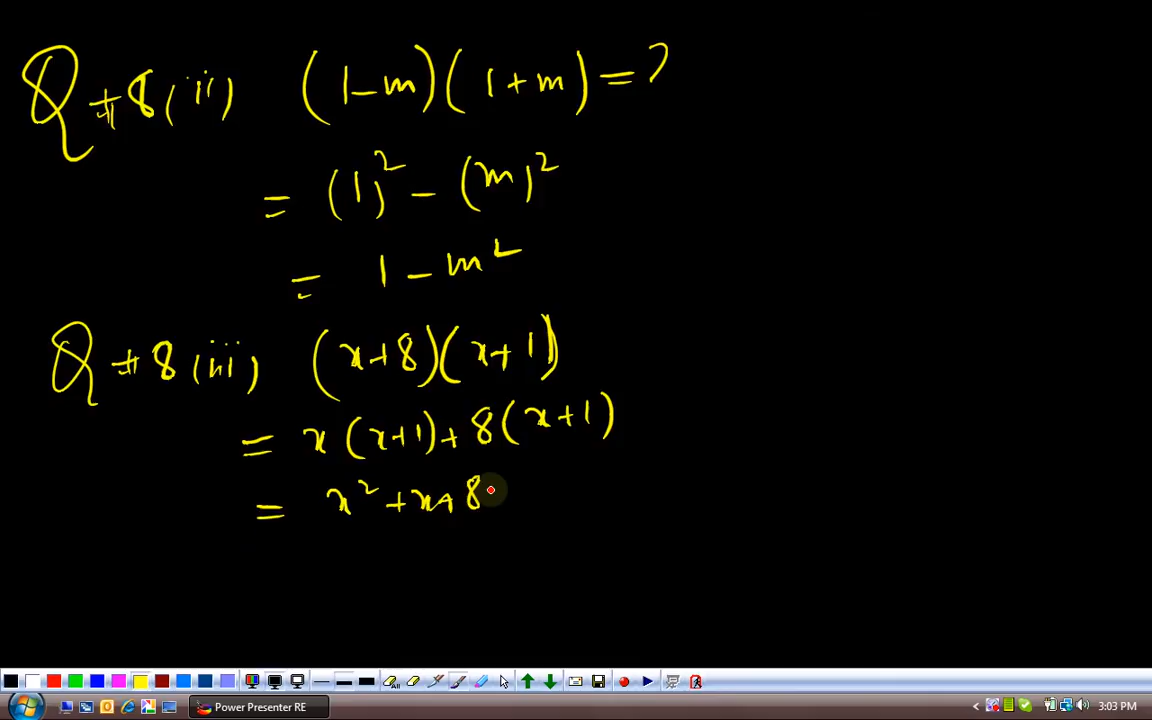 Q#8(ii) (1-m)(1+m)=?
= (1)² - (m)²
= 1 - m²
Q#8(iii) (x+8)(x+1)
= x(x+1)+8(x+1)
= x²+x+8
Power Presenter RE
3:03 PM